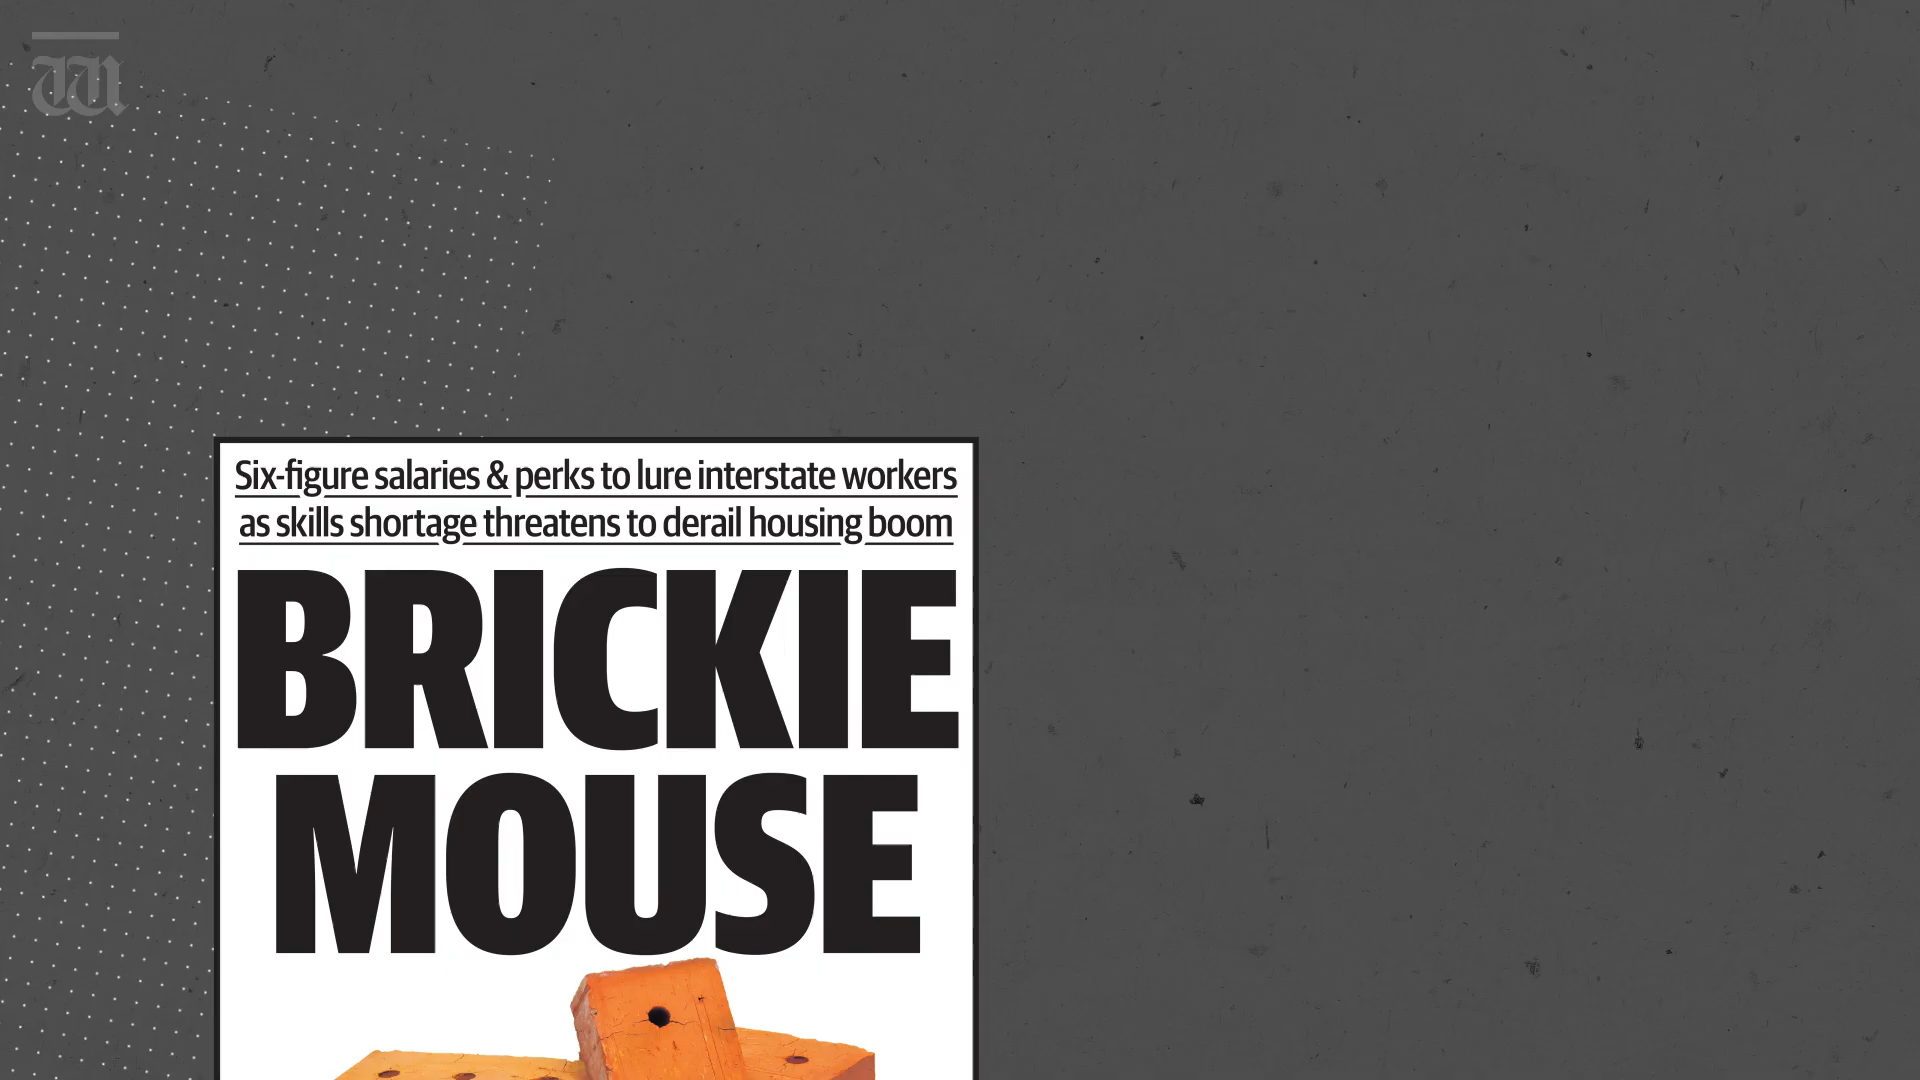 W
Six-figure salaries & perks to lure interstate workers
as skills shortage threatens to derail housing boom
BRICKIE
MOUSE